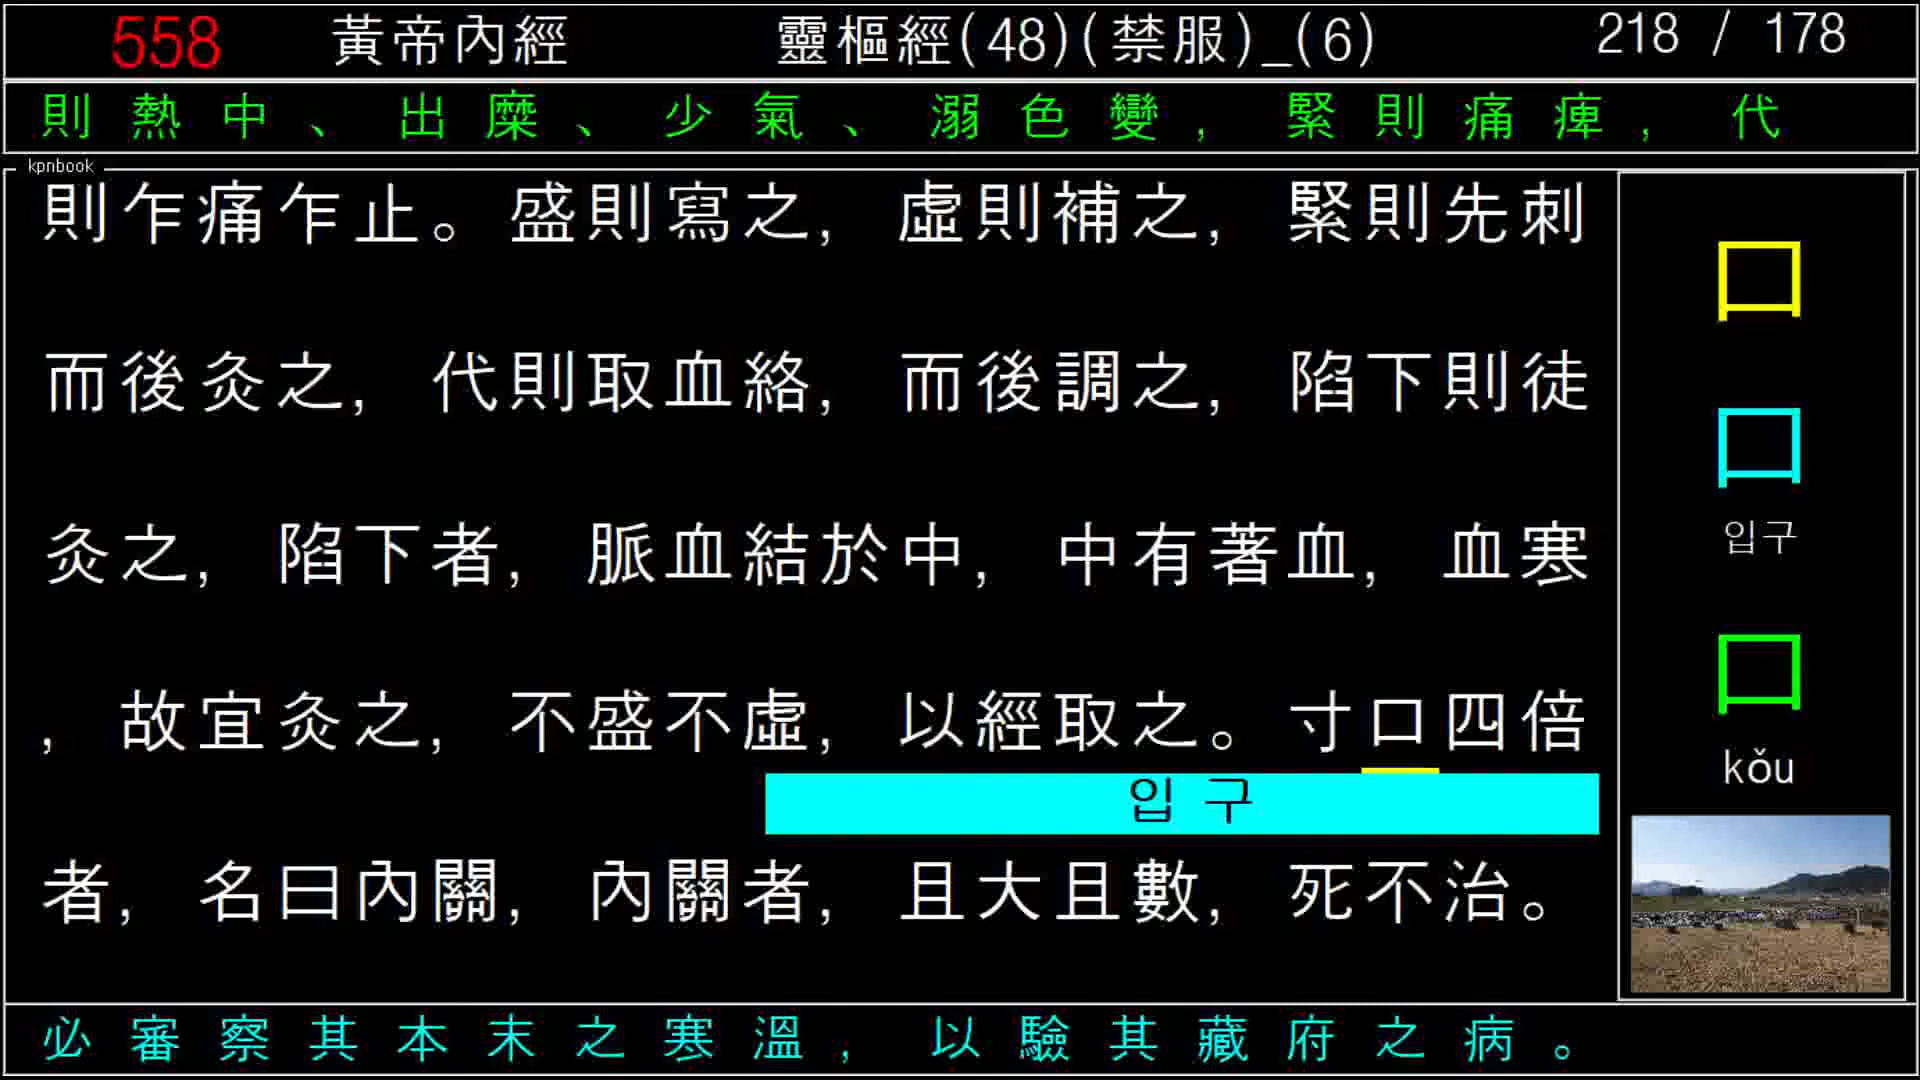 558 黃帝內經 靈樞經(48)(禁服)_(6) 218 / 178
則熱中、出糜、少氣、溺色變, 緊則痛痺, 代
kpnbook
則乍痛乍止。盛則寫之, 虛則補之, 緊則先刺
而後灸之, 代則取血絡, 而後調之, 陷下則徒
灸之, 陷下者, 脈血結於中, 中有著血, 血寒
, 故宜灸之, 不盛不虛, 以經取之。寸口四倍
입 구
者, 名曰內關, 內關者, 且大且數, 死不治。
必審察其本末之寒溫, 以驗其藏府之病。
口
口
입구
口
kǒu